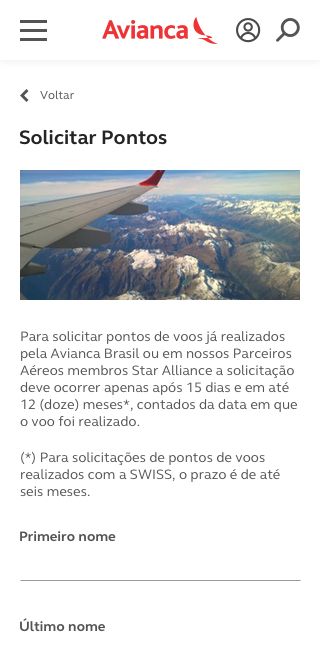 Avianca
Voltar
Solicitar Pontos
Para solicitar pontos de voos já realizados
pela Avianca Brasil ou em nossos Parceiros
Aéreos membros Star Alliance a solicitação
deve ocorrer apenas após 15 dias e em até
12 (doze) meses*, contados da data em que
o voo foi realizado.
(*) Para solicitações de pontos de voos
realizados com a SWISS, o prazo é de até
seis meses.
Primeiro nome
Último nome